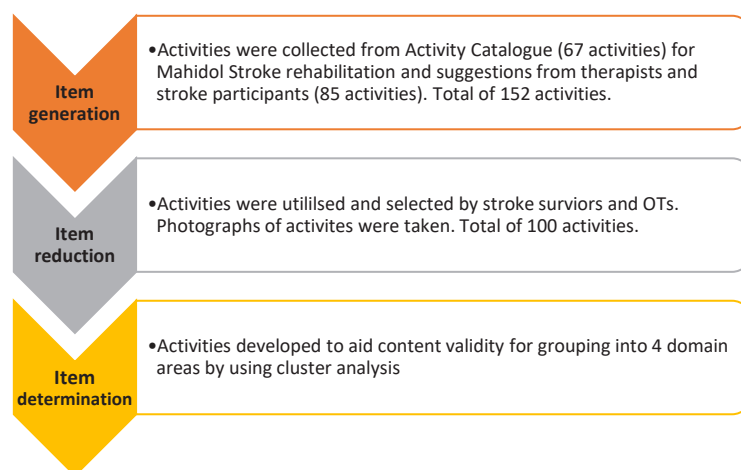 Item
generation
•Activities were collected from Activity Catalogue (67 activities) for
Mahidol Stroke rehabilitation and suggestions from therapists and
stroke participants (85 activities). Total of 152 activities.
Item
reduction
•Activities were utililsed and selected by stroke surviors and OTs.
Photographs of activites were taken. Total of 100 activities.
Item
determination
•Activities developed to aid content validity for grouping into 4 domain
areas by using cluster analysis